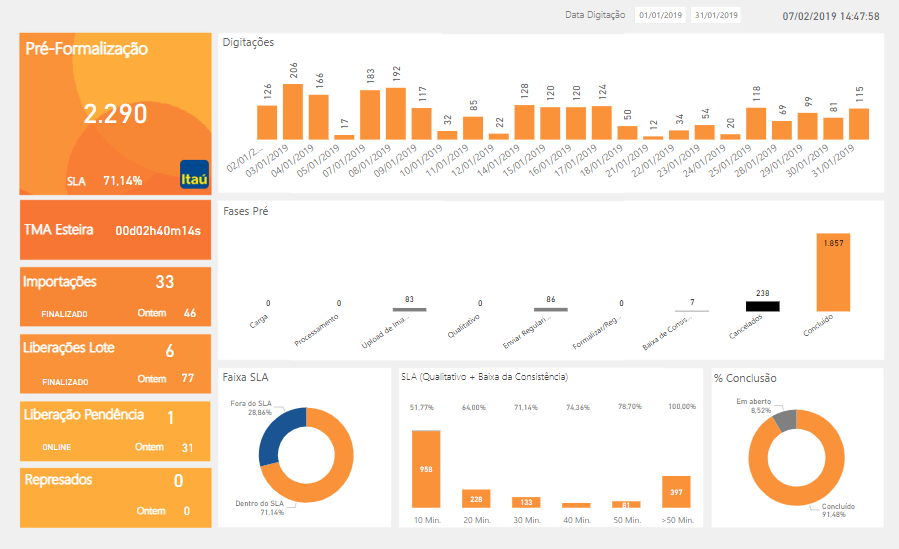 Data Digitação 01/01/2019 31/01/2019 07/02/2019 14:47:58
Pré-Formalização
2.290
SLA 71,14%
Itaú
TMA Esteira 00d02h40m14s
Importações 33
FINALIZADO Ontem 46
Liberações Lote 6
FINALIZADO Ontem 77
Liberação Pendência 1
ONLINE Ontem 31
Represados 0
Ontem 0
Digitações
126 206 166 17 183 192 117 32 85 22 128 120 120 124 50 12 34 54 20 118 69 99 81 115
02/01/2... 03/01/2019 04/01/2019 05/01/2019 07/01/2019 08/01/2019 09/01/2019 10/01/2019 11/01/2019 12/01/2019 14/01/2019 15/01/2019 16/01/2019 17/01/2019 18/01/2019 21/01/2019 22/01/2019 23/01/2019 24/01/2019 25/01/2019 28/01/2019 29/01/2019 30/01/2019 31/01/2019
Fases Pré
0 0 83 0 86 0 7 238 1.857
Carga Processamento Upload de Ima... Qualitativo Enviar Regulari... Formalizar/Reg... Baixa de Consis... Cancelados Concluído
Faixa SLA
Fora do SLA
28,86%
Dentro do SLA
71,14%
SLA (Qualitativo + Baixa da Consistência)
51,77% 64,00% 71,14% 74,36% 78,70% 100,00%
958 228 133 81 397
10 Min. 20 Min. 30 Min. 40 Min. 50 Min. >50 Min.
% Conclusão
Em aberto
8,52%
Concluído
91,48%